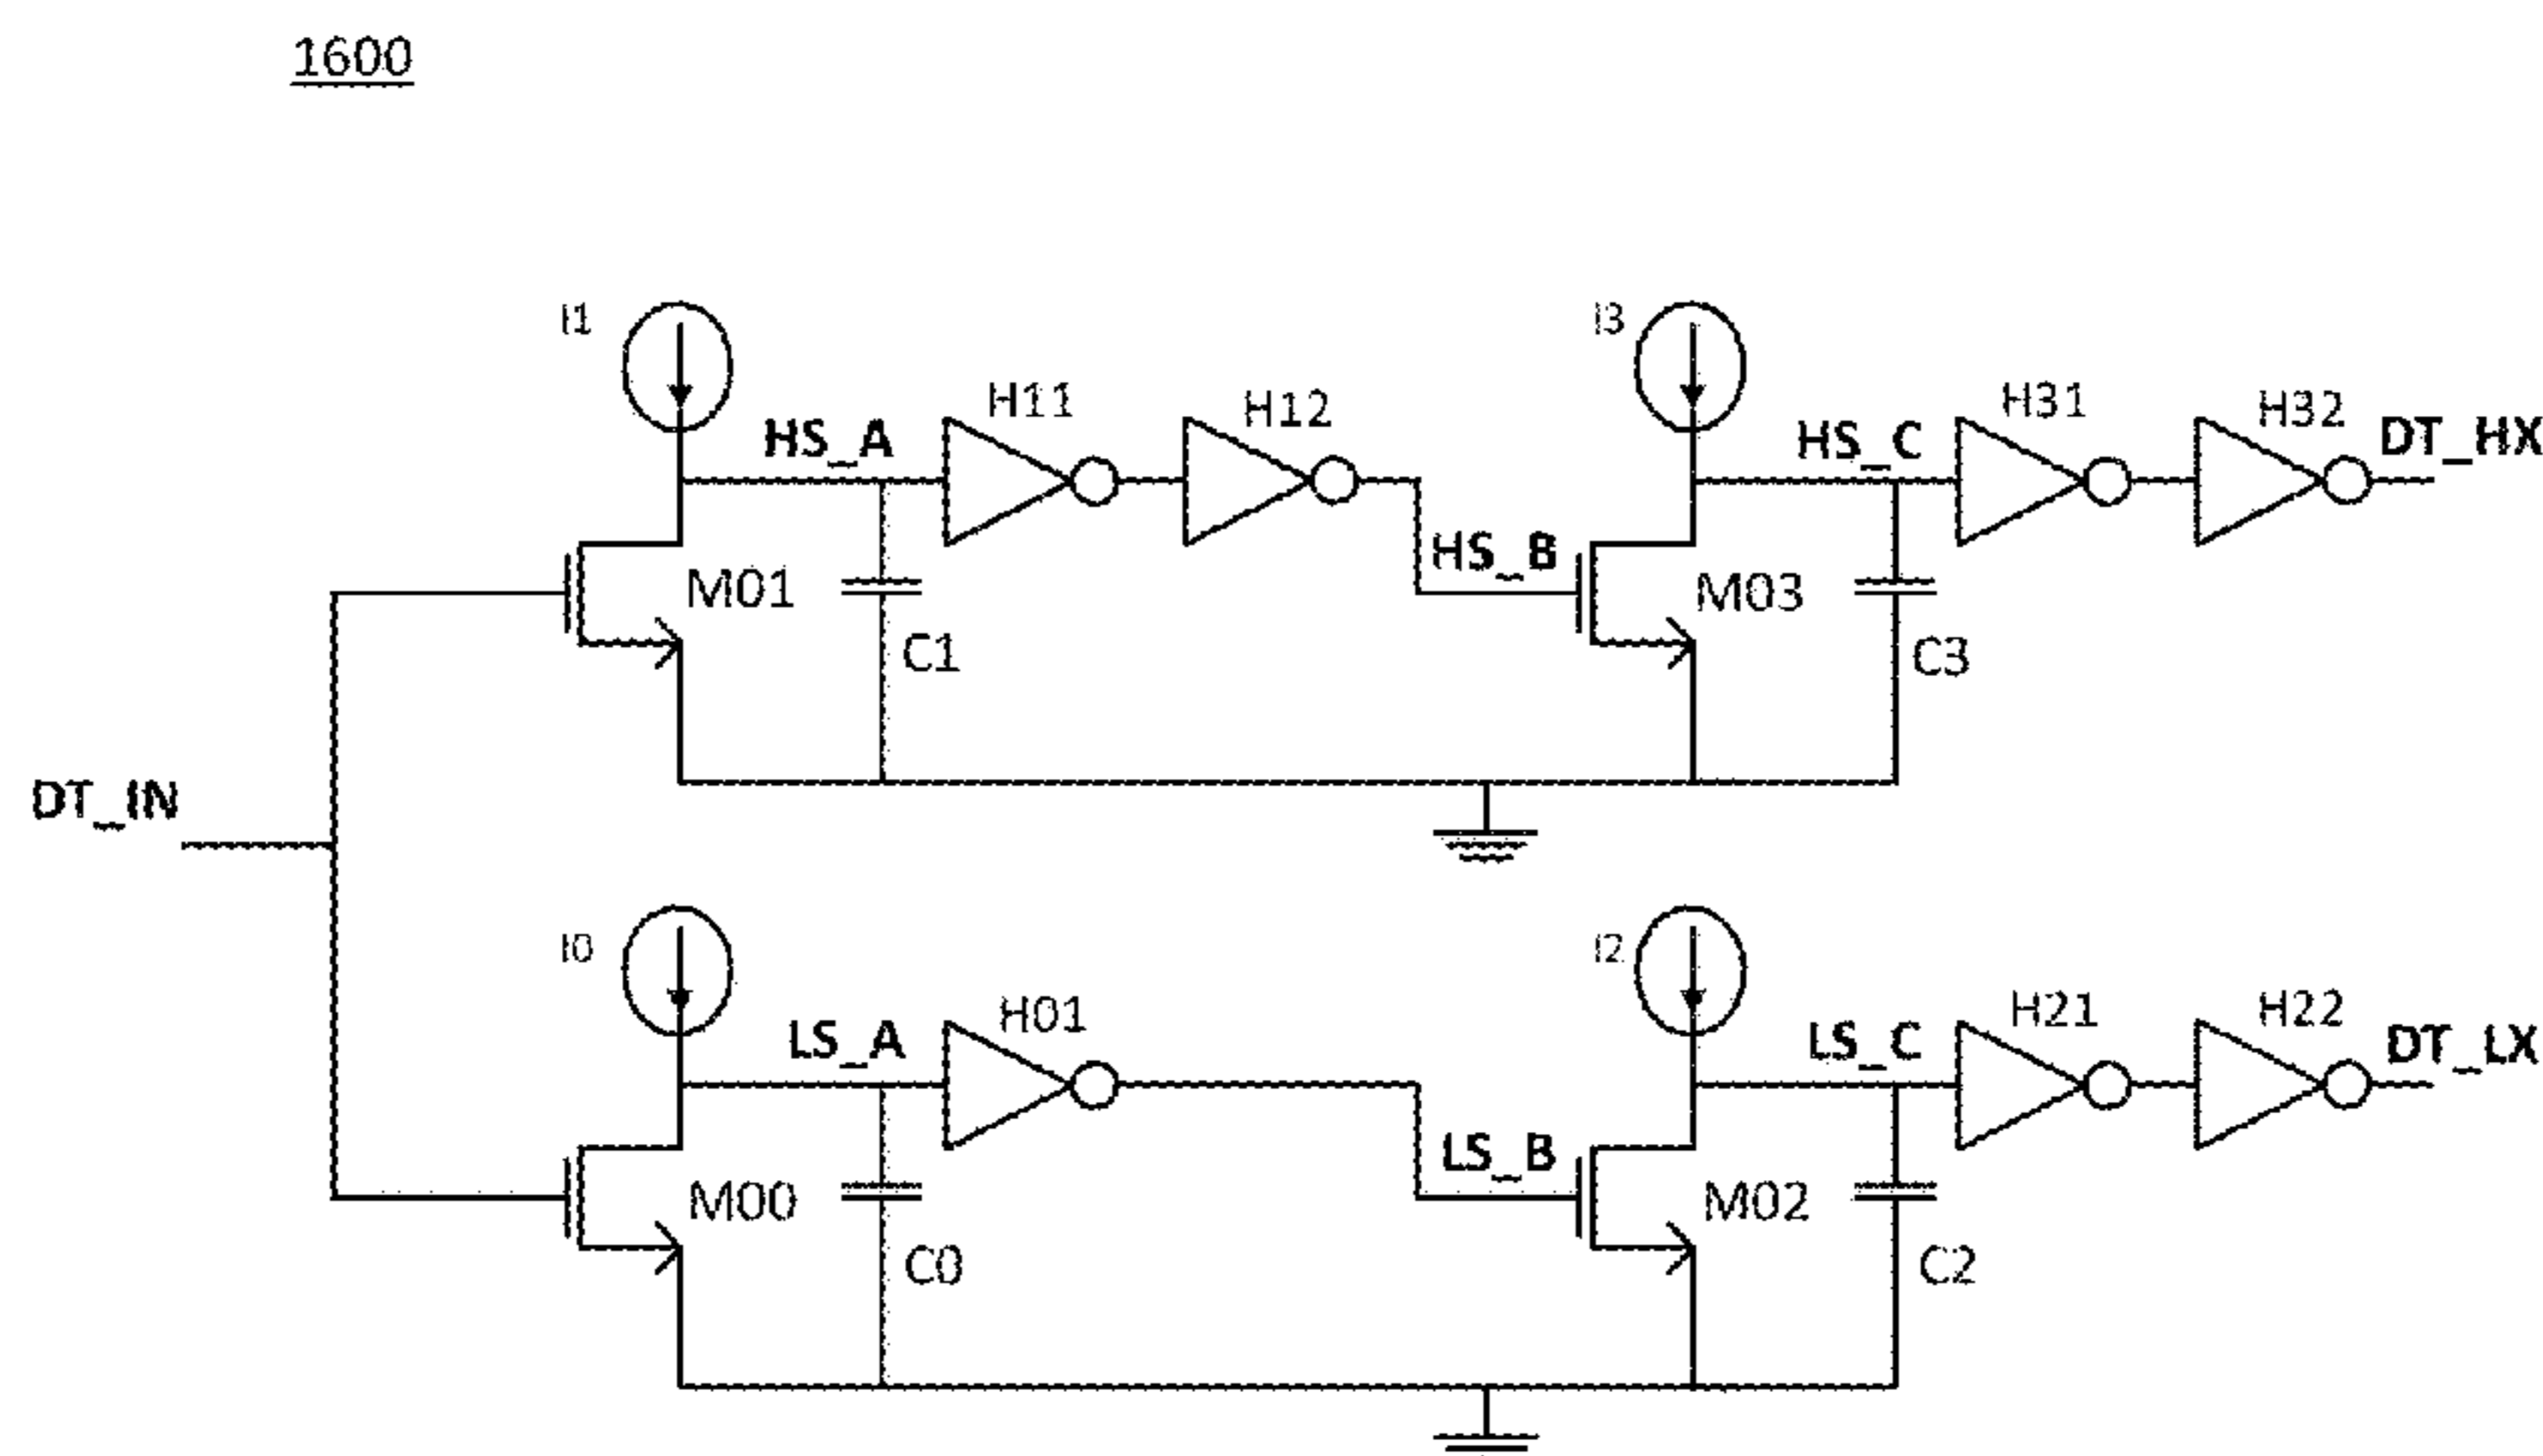 1600
I1
I3
HS_A
H11
H12
HS_C
H31
H32
DT_HX
HS_B
M01
M03
C1
C3
DT_IN
I0
I2
LS_A
H01
LS_C
H21
H22
DT_LX
LS_B
M00
M02
C0
C2